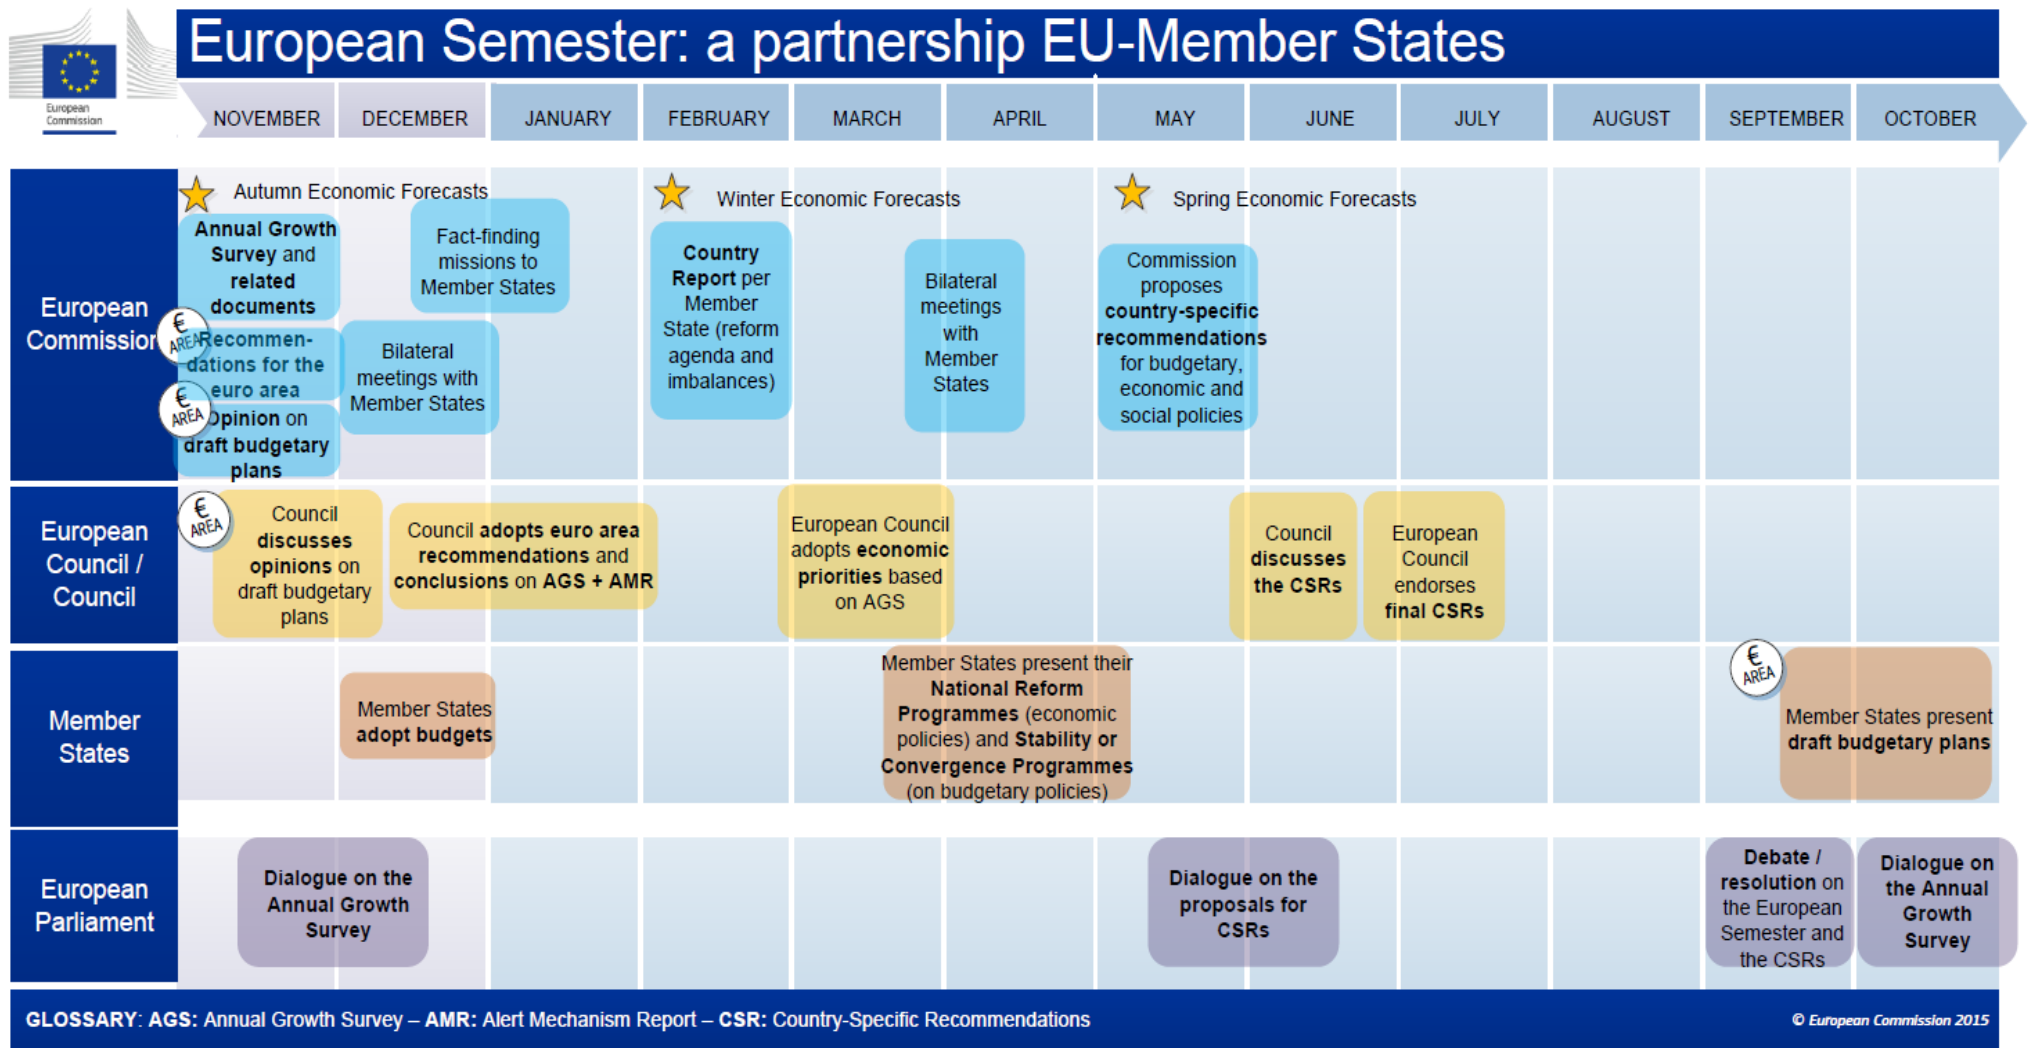 European Semester: a partnership EU-Member States
European
Commission
NOVEMBER
DECEMBER
JANUARY
FEBRUARY
MARCH
APRIL
MAY
JUNE
JULY
AUGUST
SEPTEMBER
OCTOBER
European
Commission
Autumn Economic Forecasts
Annual Growth
Survey and
related
documents
€
AREA
Recommen-
dations for the
euro area
€
AREA
Opinion on
draft budgetary
plans
Fact-finding
missions to
Member States
Bilateral
meetings with
Member States
Winter Economic Forecasts
Country
Report per
Member
State (reform
agenda and
imbalances)
Bilateral
meetings
with
Member
States
Spring Economic Forecasts
Commission
proposes
country-specific
recommendations
for budgetary,
economic and
social policies
European
Council /
Council
€
AREA
Council
discusses
opinions on
draft budgetary
plans
Council adopts euro area
recommendations and
conclusions on AGS + AMR
European Council
adopts economic
priorities based
on AGS
Council
discusses
the CSRs
European
Council
endorses
final CSRs
Member
States
Member States
adopt budgets
Member States present their
National Reform
Programmes (economic
policies) and Stability or
Convergence Programmes
(on budgetary policies)
€
AREA
Member States present
draft budgetary plans
European
Parliament
Dialogue on the
Annual Growth
Survey
Dialogue on the
proposals for
CSRs
Debate /
resolution on
the European
Semester and
the CSRs
Dialogue on
the Annual
Growth
Survey
GLOSSARY: AGS: Annual Growth Survey – AMR: Alert Mechanism Report – CSR: Country-Specific Recommendations
© European Commission 2015